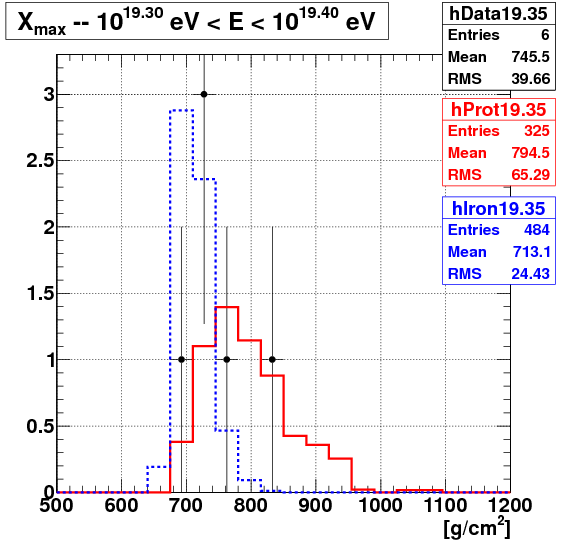 X_max -- 10^19.30 eV < E < 10^19.40 eV
hData19.35
Entries 6
Mean 745.5
RMS 39.66
hProt19.35
Entries 325
Mean 794.5
RMS 65.29
hIron19.35
Entries 484
Mean 713.1
RMS 24.43
3
2.5
2
1.5
1
0.5
0
500 600 700 800 900 1000 1100 1200
[g/cm^2]